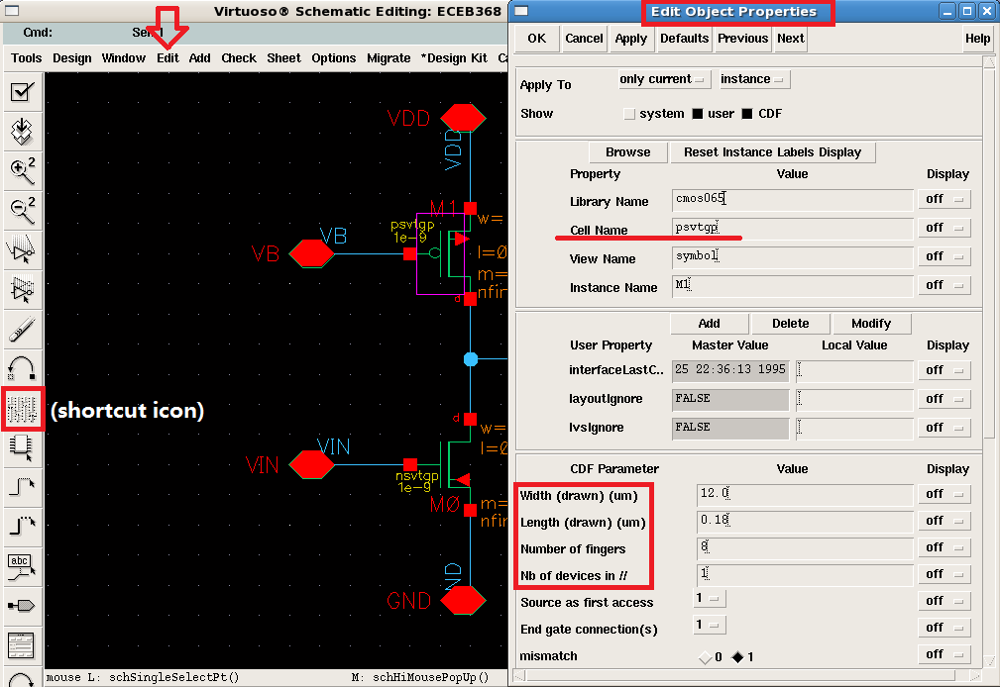 Virtuoso® Schematic Editing: ECEB368
Cmd:
Tools Design Window Edit Add Check Sheet Options Migrate *Design Kit
2
2
(shortcut icon)
abc
VDD
VDD
M1
psvtgp
1e-9
w=
l=0
m=
nfin
d
VB
VB
d
w=
l=0
VIN
VIN
nsvtgp
1e-9
M0
m=
nfin
ND
GND
mouse L: schSingleSelectPt() M: schHiMousePopUp()
Edit Object Properties
OK Cancel Apply Defaults Previous Next Help
Apply To only current instance
Show system user CDF
Browse Reset Instance Labels Display
Property Value Display
Library Name cmos065 off
Cell Name psvtgp off
View Name symbol off
Instance Name M1 off
Add Delete Modify
User Property Master Value Local Value Display
interfaceLastC.. 25 22:36:13 1995 off
layoutIgnore FALSE off
lvsIgnore FALSE off
CDF Parameter Value Display
Width (drawn) (um) 12.0 off
Length (drawn) (um) 0.18 off
Number of fingers 8 off
Nb of devices in // 1 off
Source as first access 1 off
End gate connection(s) 1 off
mismatch 0 1 off